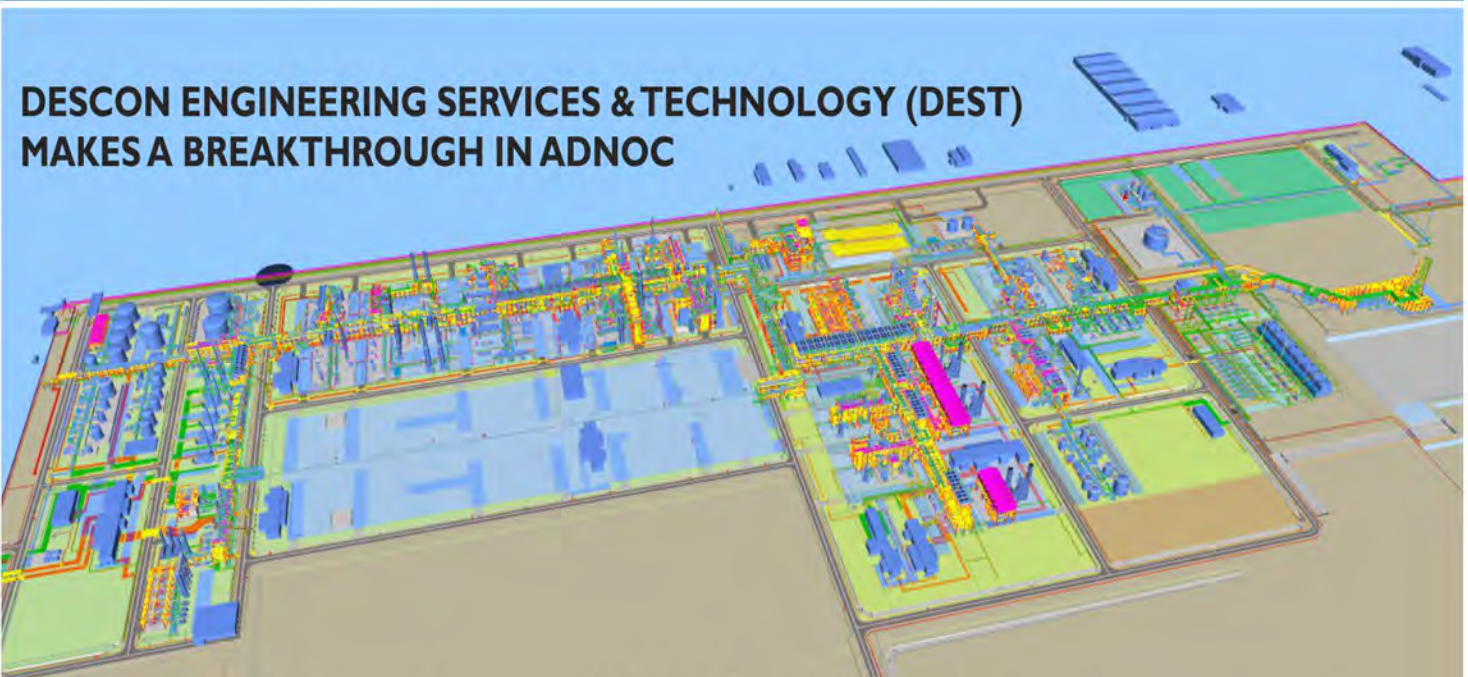 DESCON ENGINEERING SERVICES & TECHNOLOGY (DEST)
MAKES A BREAKTHROUGH IN ADNOC